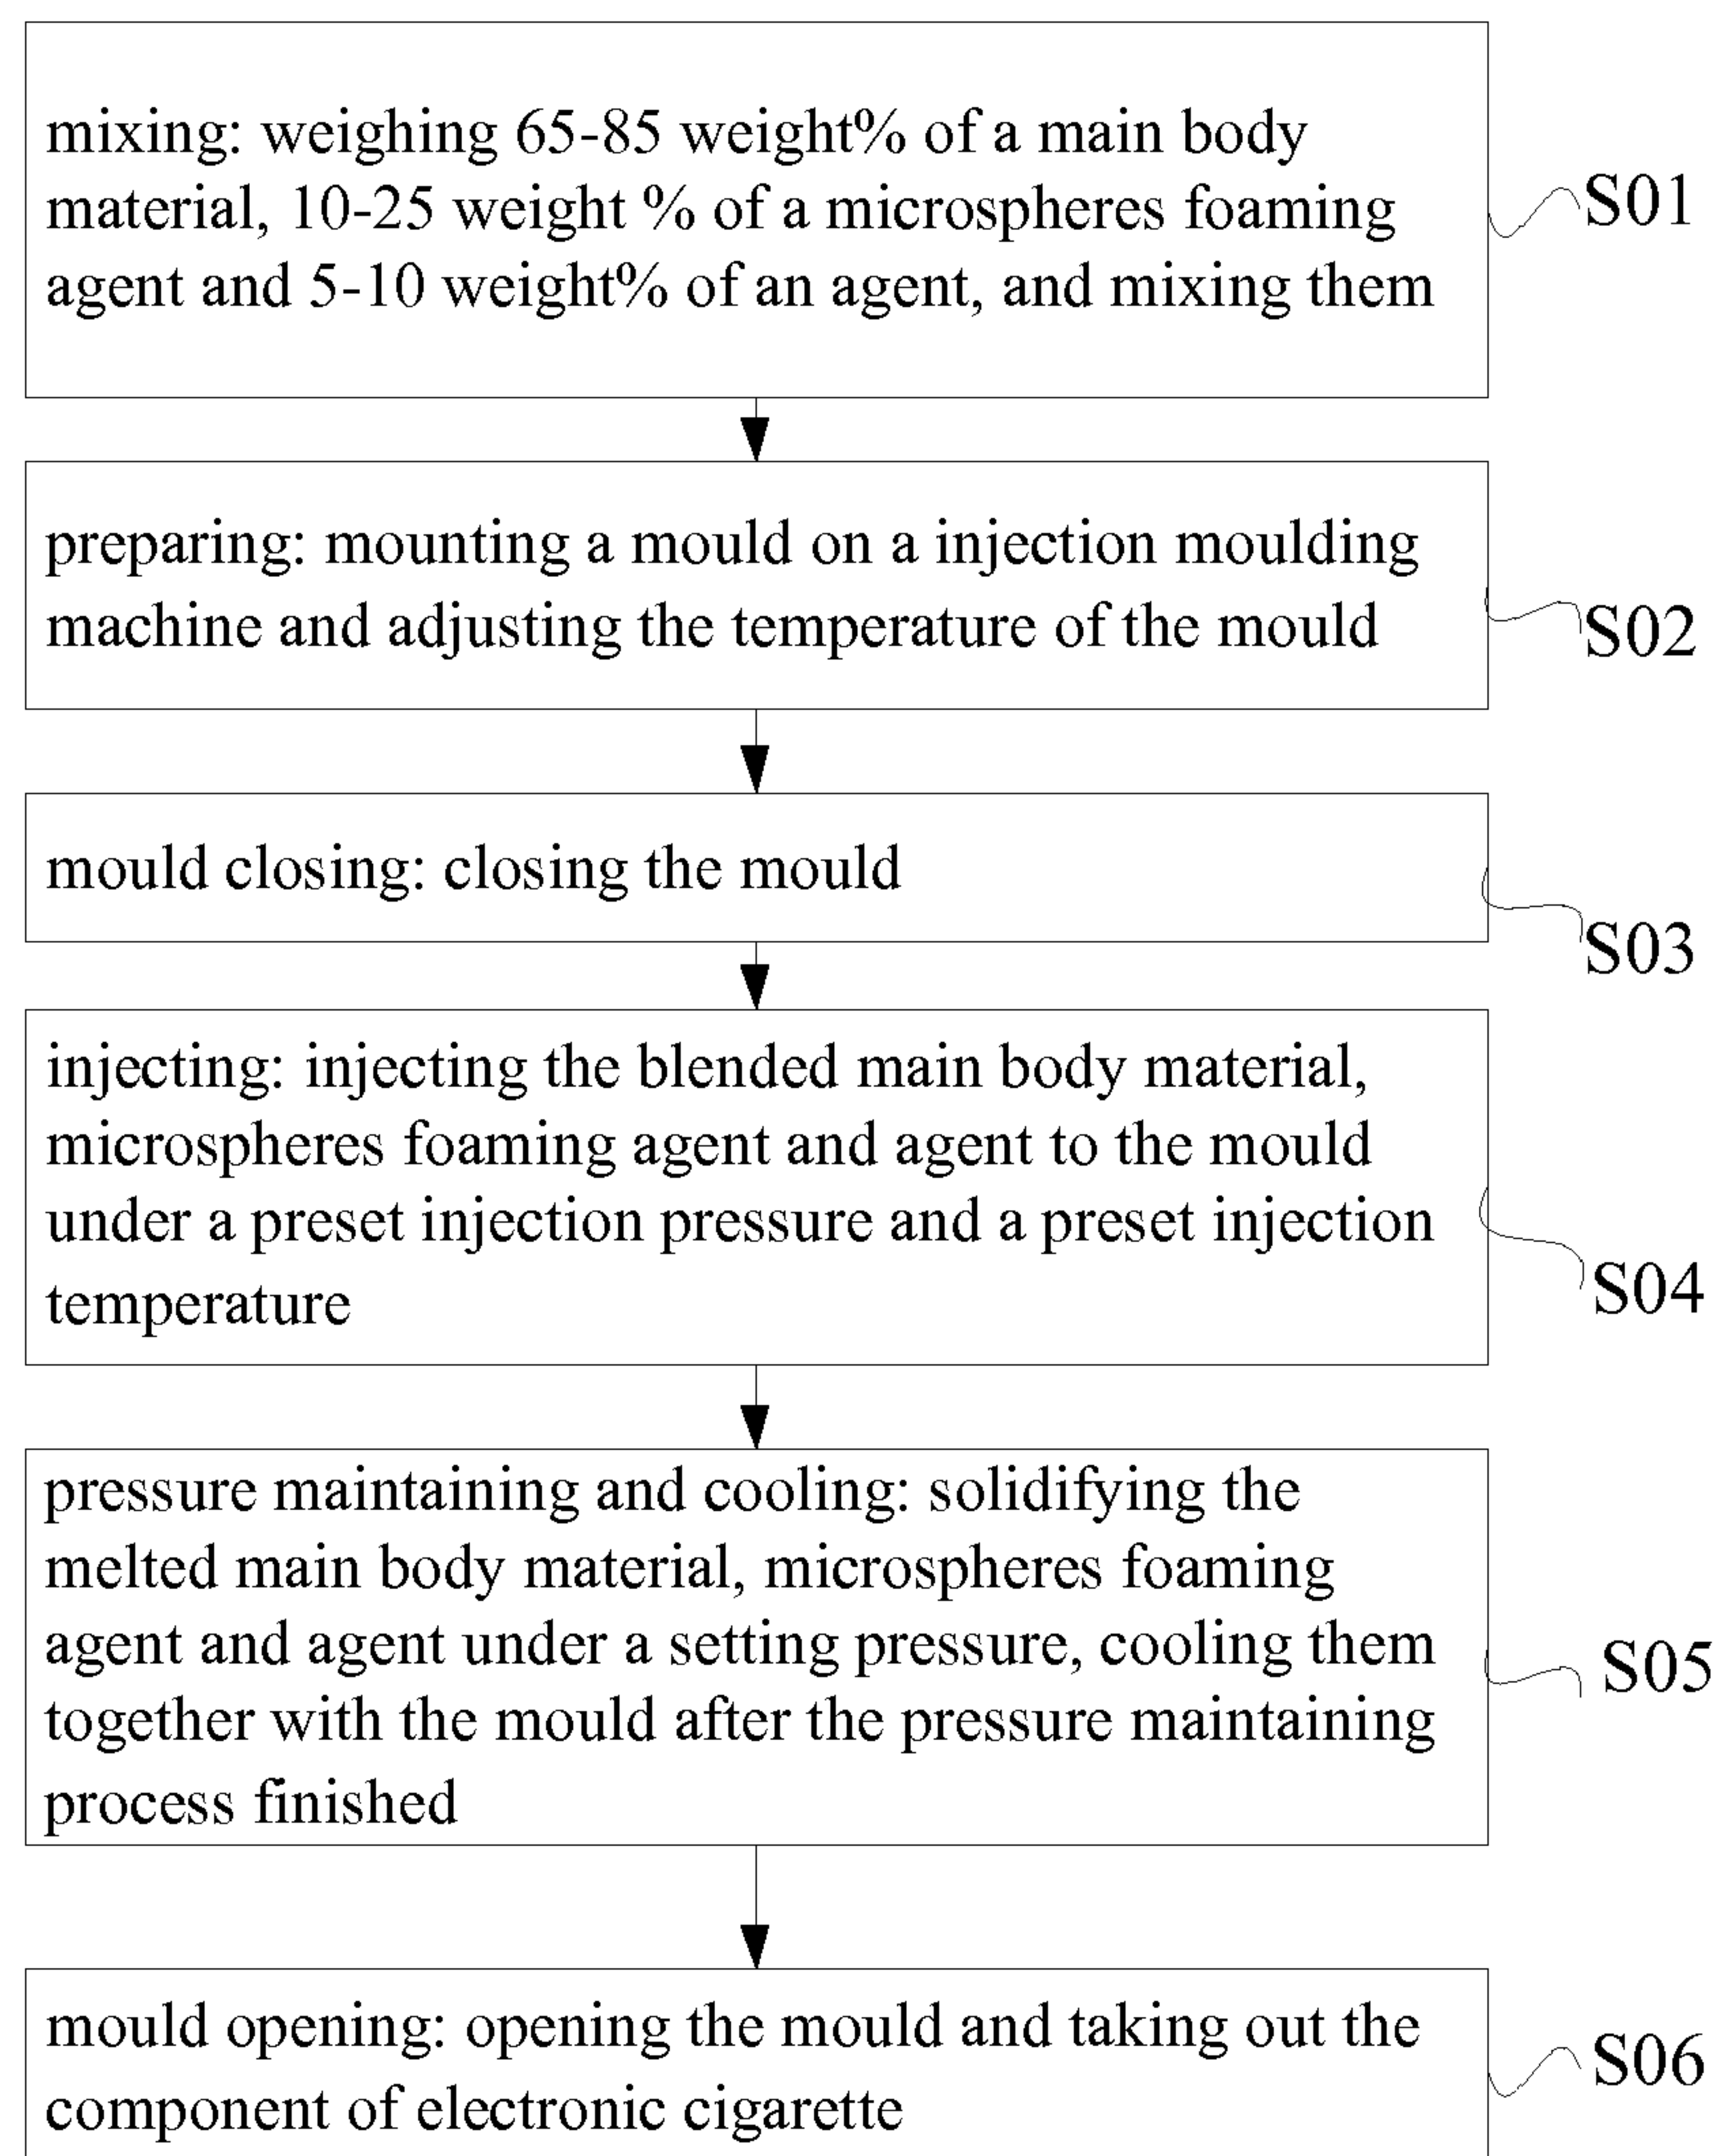 mixing: weighing 65-85 weight% of a main body
material, 10-25 weight % of a microspheres foaming
agent and 5-10 weight% of an agent, and mixing them
S01
preparing: mounting a mould on a injection moulding
machine and adjusting the temperature of the mould
S02
mould closing: closing the mould
S03
injecting: injecting the blended main body material,
microspheres foaming agent and agent to the mould
under a preset injection pressure and a preset injection
temperature
S04
pressure maintaining and cooling: solidifying the
melted main body material, microspheres foaming
agent and agent under a setting pressure, cooling them
together with the mould after the pressure maintaining
process finished
S05
mould opening: opening the mould and taking out the
component of electronic cigarette
S06